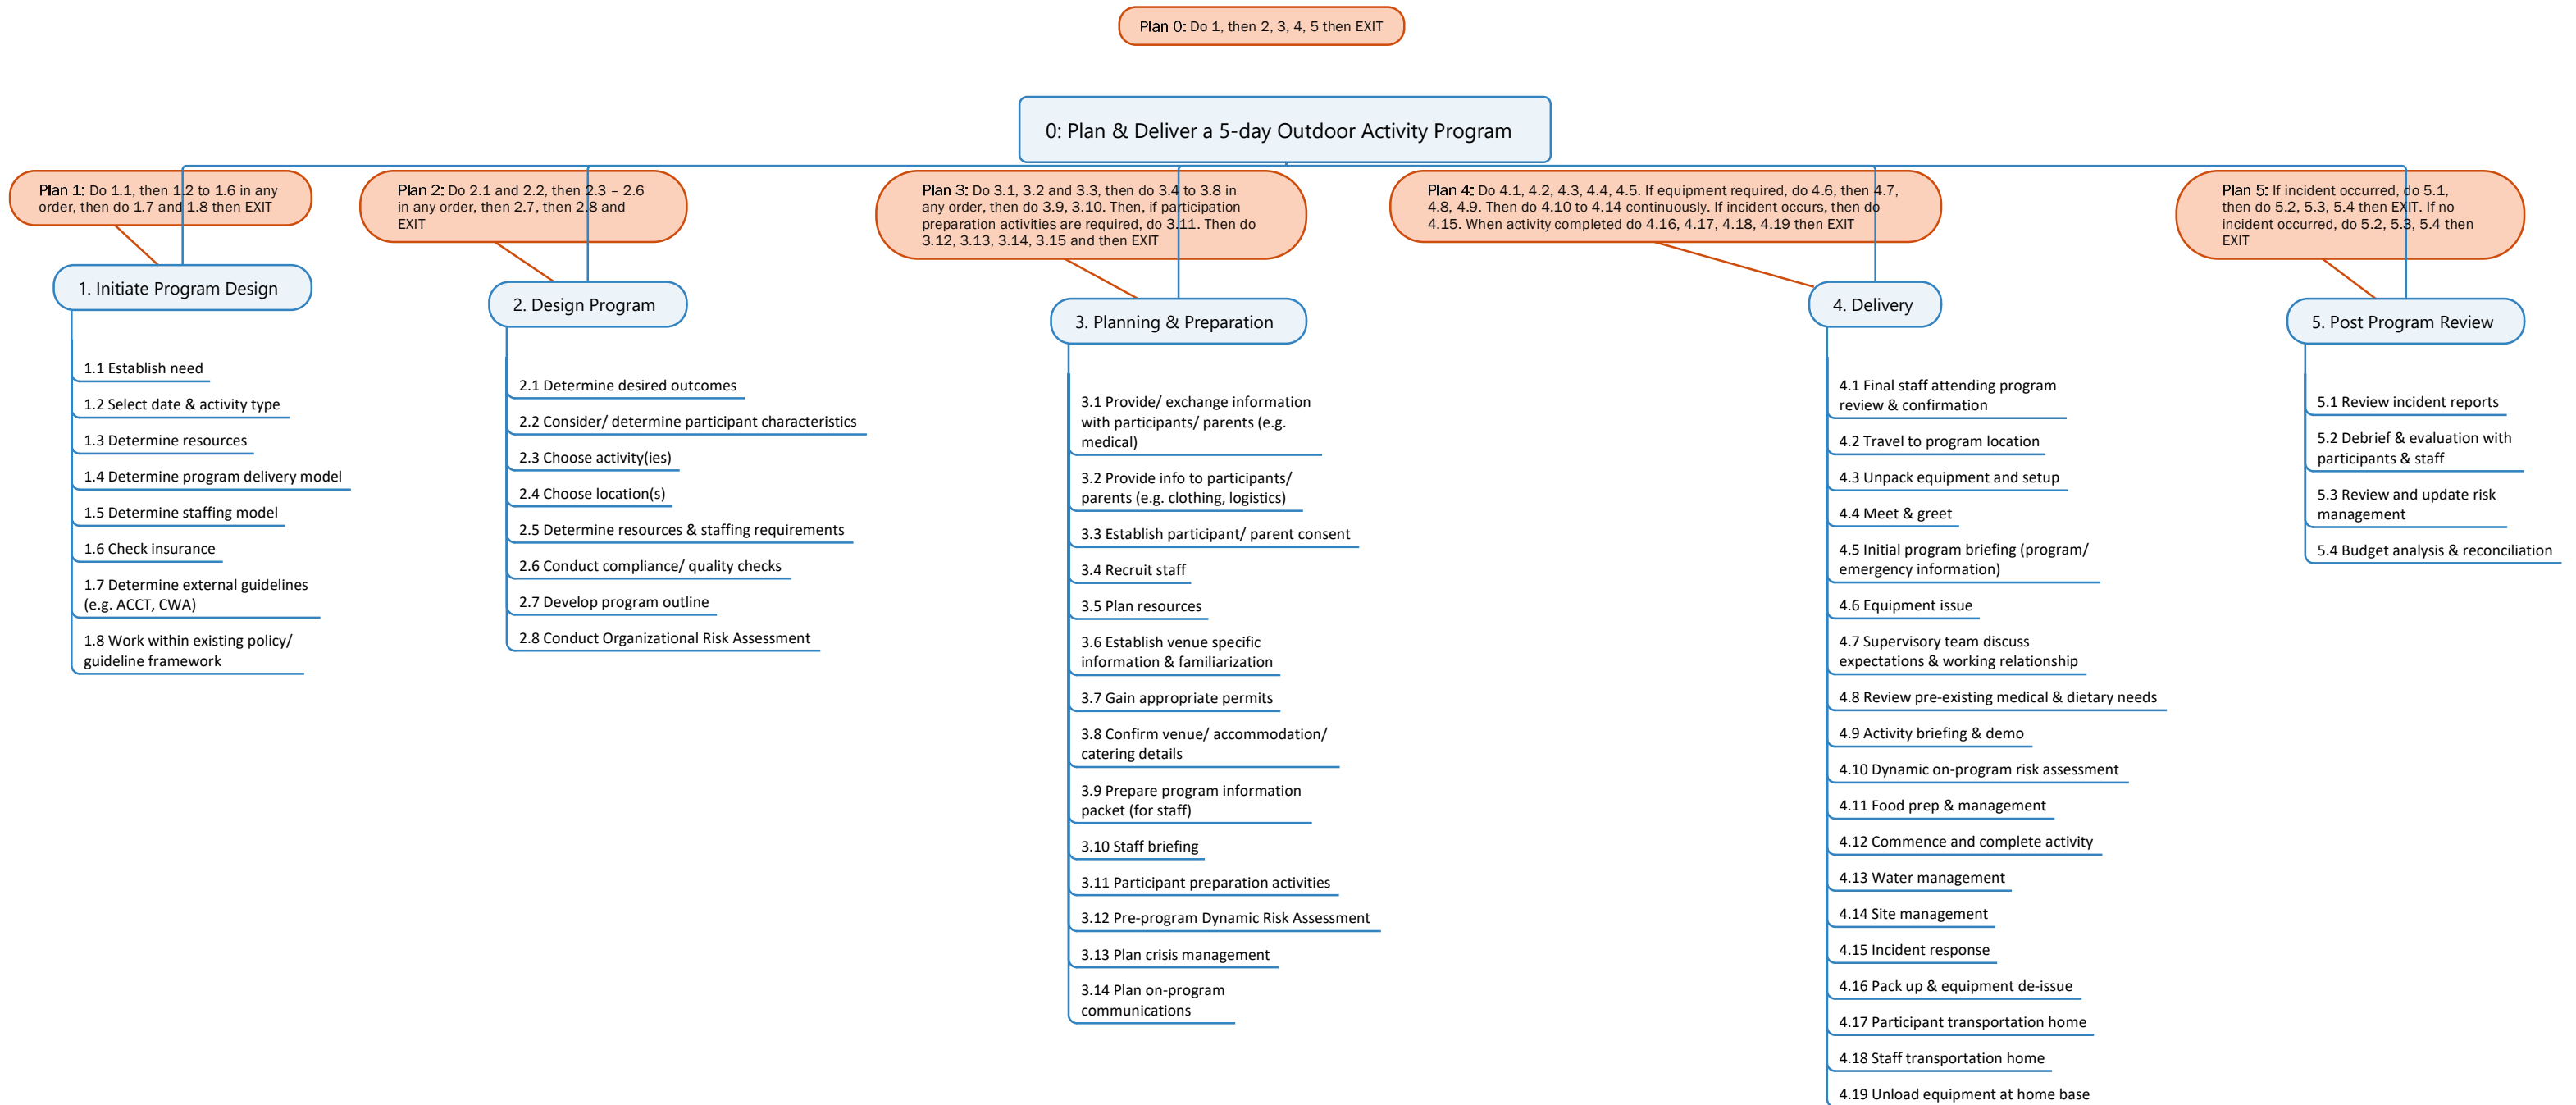 Plan 0: Do 1, then 2, 3, 4, 5 then EXIT
0: Plan & Deliver a 5-day Outdoor Activity Program
Plan 1: Do 1.1, then 1.2 to 1.6 in any
order, then do 1.7 and 1.8 then EXIT
1. Initiate Program Design
1.1 Establish need
1.2 Select date & activity type
1.3 Determine resources
1.4 Determine program delivery model
1.5 Determine staffing model
1.6 Check insurance
1.7 Determine external guidelines
(e.g. ACCT, CWA)
1.8 Work within existing policy/
guideline framework
Plan 2: Do 2.1 and 2.2, then 2.3 – 2.6
in any order, then 2.7, then 2.8 and
EXIT
2. Design Program
2.1 Determine desired outcomes
2.2 Consider/ determine participant characteristics
2.3 Choose activity(ies)
2.4 Choose location(s)
2.5 Determine resources & staffing requirements
2.6 Conduct compliance/ quality checks
2.7 Develop program outline
2.8 Conduct Organizational Risk Assessment
Plan 3: Do 3.1, 3.2 and 3.3, then do 3.4 to 3.8 in
any order, then do 3.9, 3.10. Then, if participation
preparation activities are required, do 3.11. Then do
3.12, 3.13, 3.14, 3.15 and then EXIT
3. Planning & Preparation
3.1 Provide/ exchange information
with participants/ parents (e.g.
medical)
3.2 Provide info to participants/
parents (e.g. clothing, logistics)
3.3 Establish participant/ parent consent
3.4 Recruit staff
3.5 Plan resources
3.6 Establish venue specific
information & familiarization
3.7 Gain appropriate permits
3.8 Confirm venue/ accommodation/
catering details
3.9 Prepare program information
packet (for staff)
3.10 Staff briefing
3.11 Participant preparation activities
3.12 Pre-program Dynamic Risk Assessment
3.13 Plan crisis management
3.14 Plan on-program
communications
Plan 4: Do 4.1, 4.2, 4.3, 4.4, 4.5. If equipment required, do 4.6, then 4.7,
4.8, 4.9. Then do 4.10 to 4.14 continuously. If incident occurs, then do
4.15. When activity completed do 4.16, 4.17, 4.18, 4.19 then EXIT
4. Delivery
4.1 Final staff attending program
review & confirmation
4.2 Travel to program location
4.3 Unpack equipment and setup
4.4 Meet & greet
4.5 Initial program briefing (program/
emergency information)
4.6 Equipment issue
4.7 Supervisory team discuss
expectations & working relationship
4.8 Review pre-existing medical & dietary needs
4.9 Activity briefing & demo
4.10 Dynamic on-program risk assessment
4.11 Food prep & management
4.12 Commence and complete activity
4.13 Water management
4.14 Site management
4.15 Incident response
4.16 Pack up & equipment de-issue
4.17 Participant transportation home
4.18 Staff transportation home
4.19 Unload equipment at home base
Plan 5: If incident occurred, do 5.1,
then do 5.2, 5.3, 5.4 then EXIT. If no
incident occurred, do 5.2, 5.3, 5.4 then
EXIT
5. Post Program Review
5.1 Review incident reports
5.2 Debrief & evaluation with
participants & staff
5.3 Review and update risk
management
5.4 Budget analysis & reconciliation